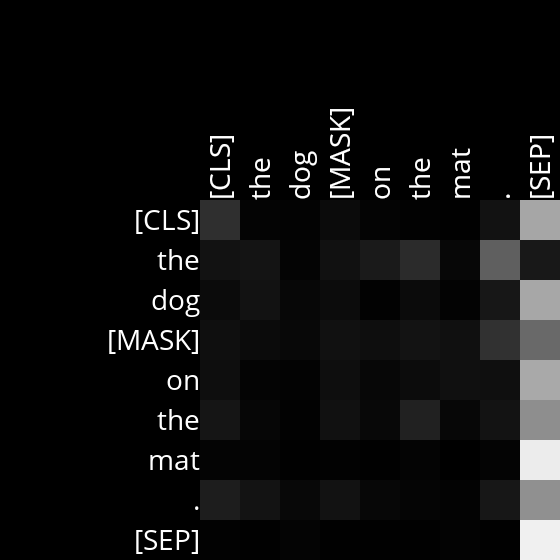 [CLS] the dog [MASK] on the mat . [SEP]
[CLS]
the
dog
[MASK]
on
the
mat
.
[SEP]